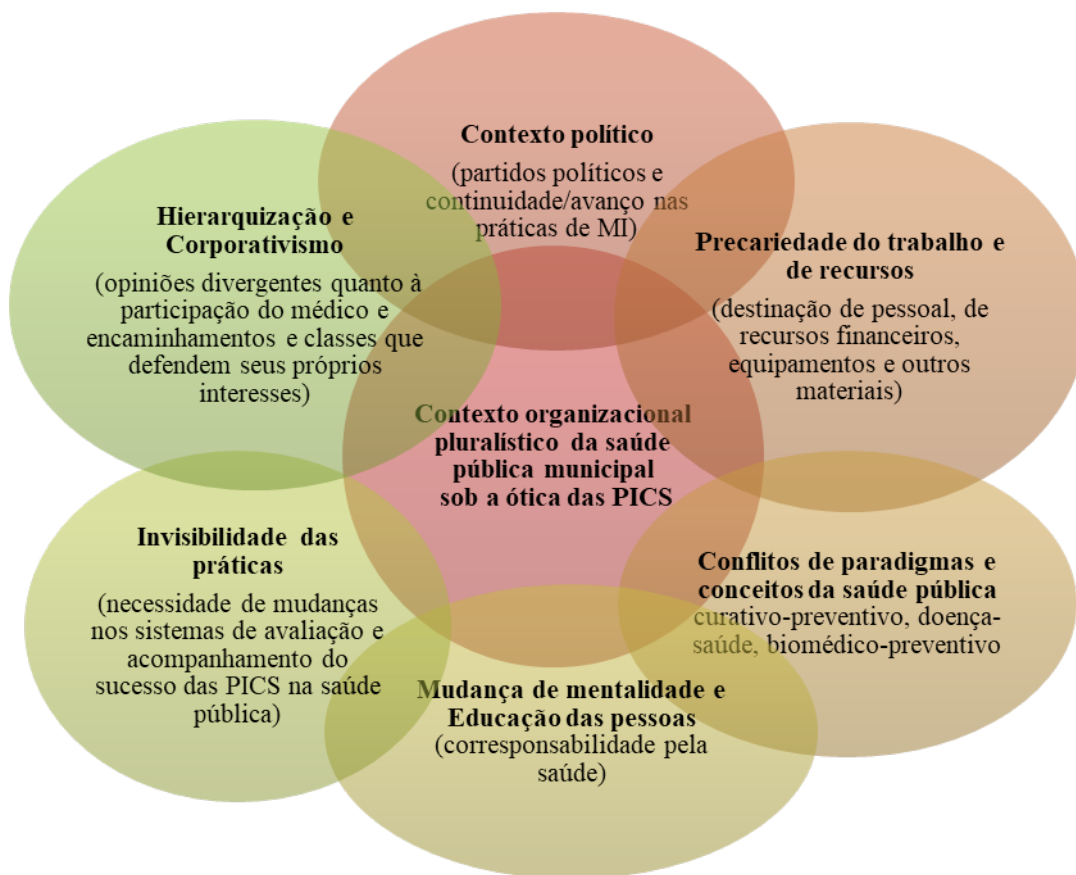 Contexto político
(partidos políticos e
continuidade/avanço nas
práticas de MI)
Hierarquização e
Corporativismo
(opiniões divergentes quanto à
participação do médico e
encaminhamentos e classes que
defendem seus próprios
interesses)
Precariedade do trabalho e
de recursos
(destinação de pessoal, de
recursos financeiros,
equipamentos e outros
materiais)
Contexto organizacional
pluralístico da saúde
pública municipal
sob a ótica das PICS
Invisibilidade das
práticas
(necessidade de mudanças
nos sistemas de avaliação e
acompanhamento do
sucesso das PICS na saúde
pública)
Conflitos de paradigmas e
conceitos da saúde pública
curativo-preventivo, doença-
saúde, biomédico-preventivo
Mudança de mentalidade e
Educação das pessoas
(corresponsabilidade pela
saúde)